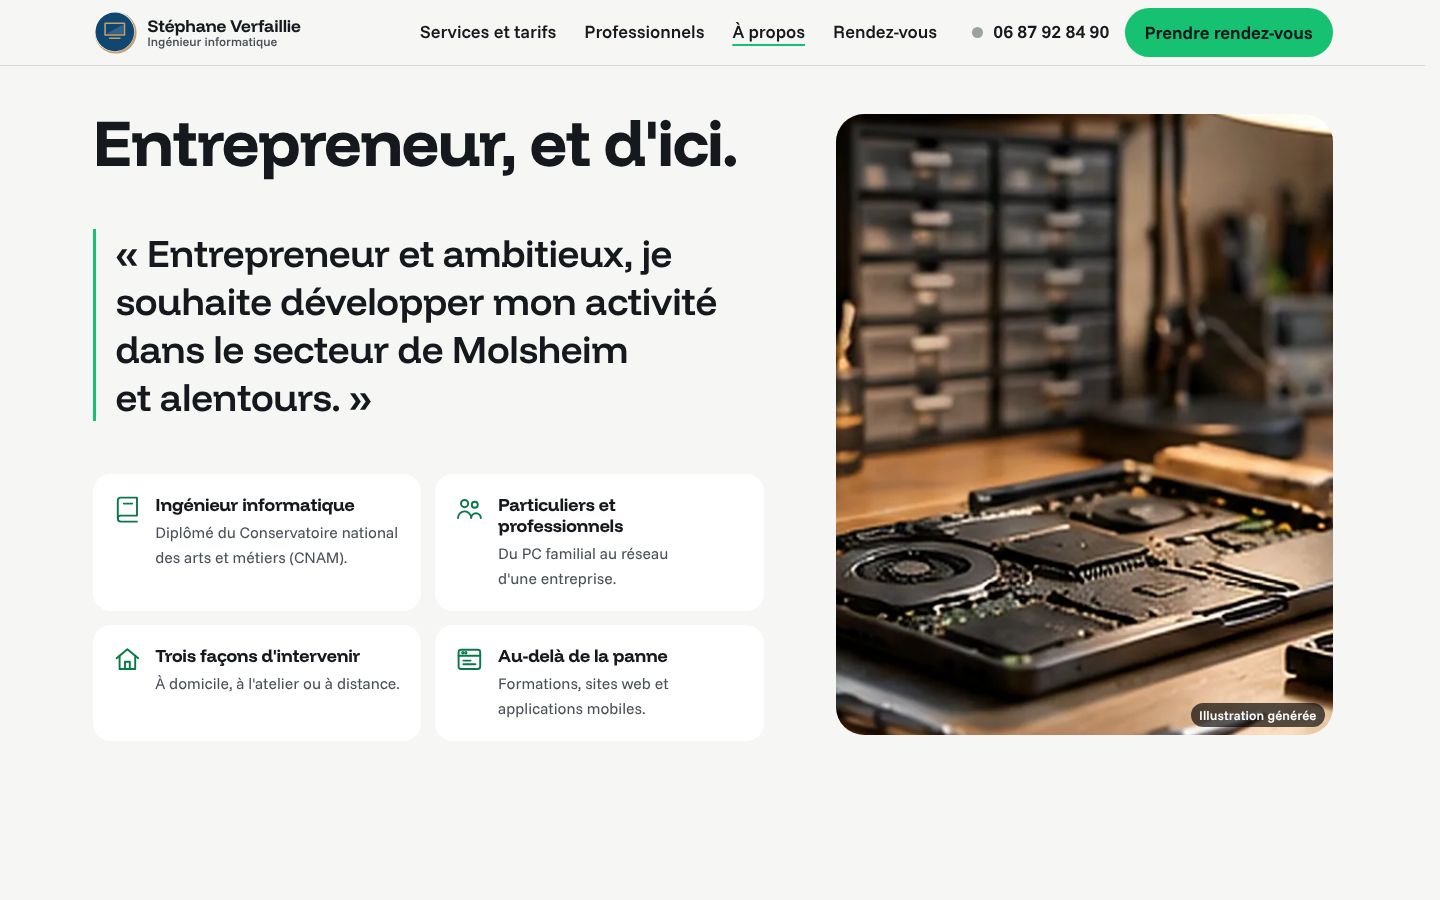 Stéphane Verfaillie
Ingénieur informatique
Services et tarifs
Professionnels
À propos
Rendez-vous
06 87 92 84 90
Prendre rendez-vous
Entrepreneur, et d'ici.
« Entrepreneur et ambitieux, je
souhaite développer mon activité
dans le secteur de Molsheim
et alentours. »
Ingénieur informatique
Diplômé du Conservatoire national
des arts et métiers (CNAM).
Particuliers et
professionnels
Du PC familial au réseau
d'une entreprise.
Trois façons d'intervenir
À domicile, à l'atelier ou à distance.
Au-delà de la panne
Formations, sites web et
applications mobiles.
Illustration générée